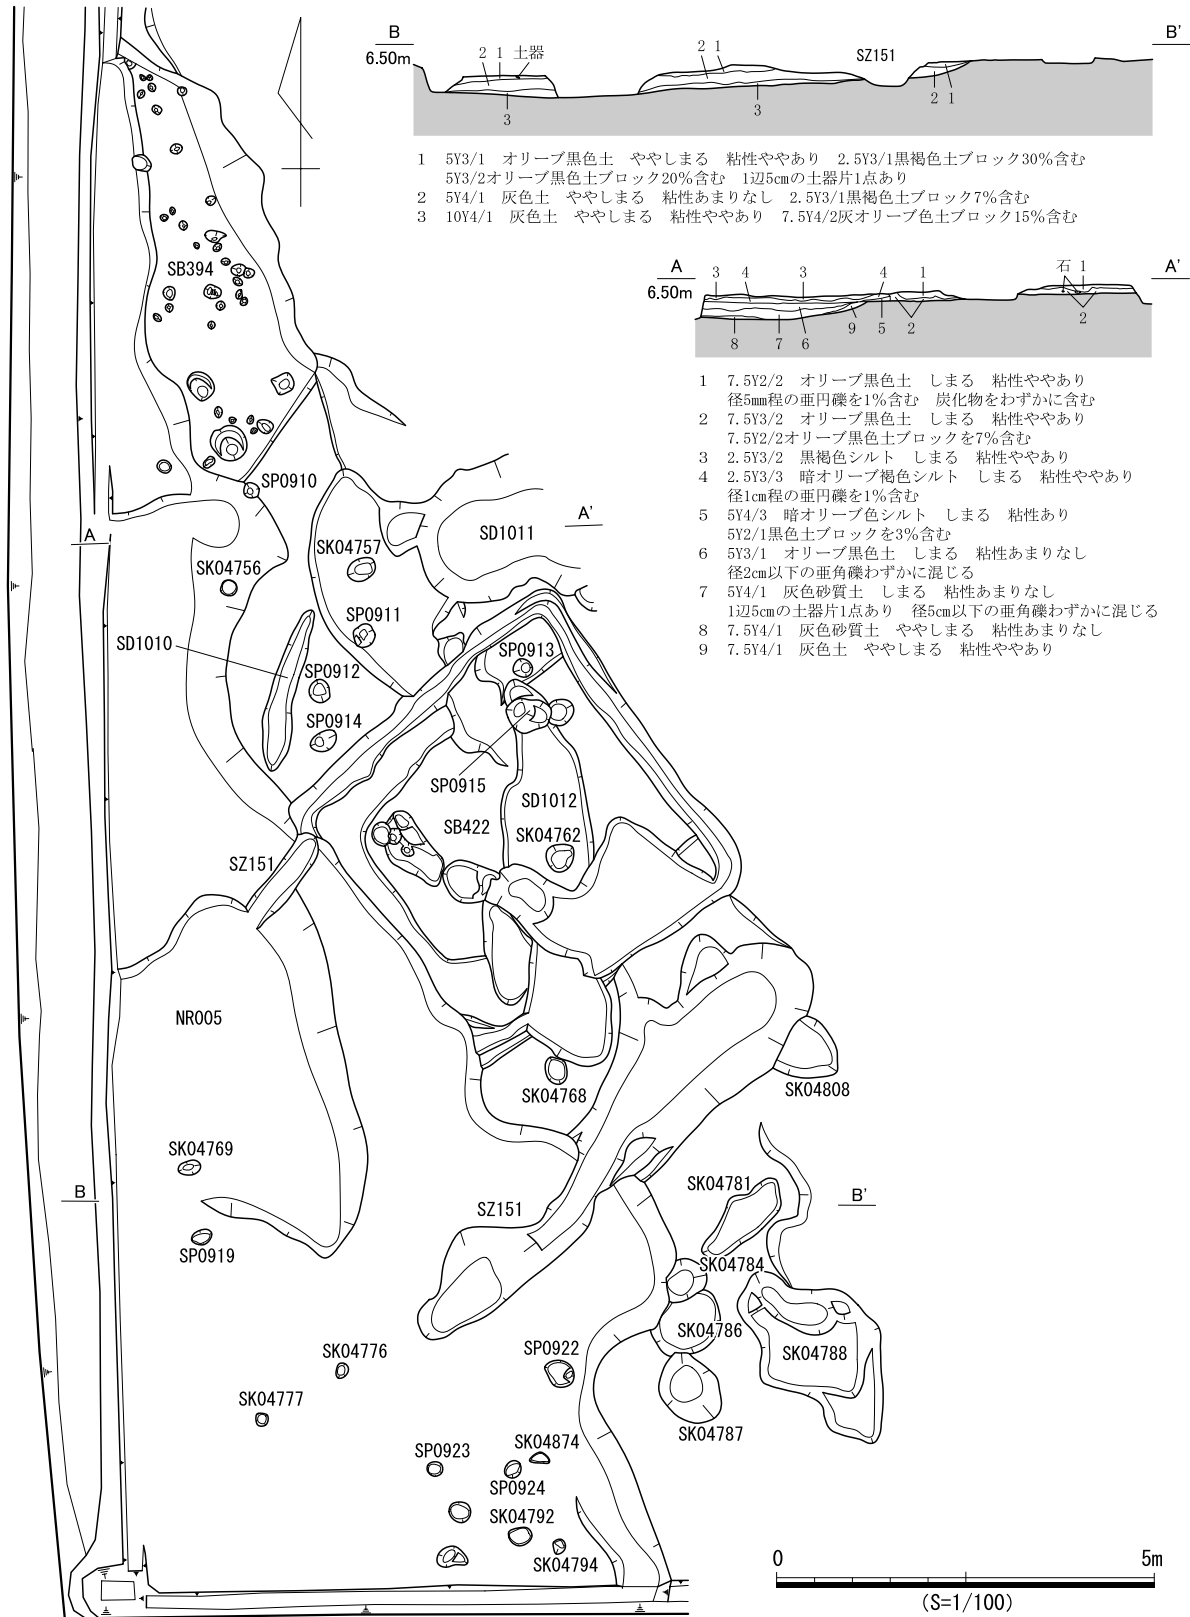 B B'
6.50m
2 1 土器
2 1
SZ151
3
3
2 1
1 5Y3/1 オリーブ黒色土 ややしまる 粘性ややあり 2.5Y3/1黒褐色土ブロック30%含む
5Y3/2オリーブ黒色土ブロック20%含む 1辺5cmの土器片1点あり
2 5Y4/1 灰色土 ややしまる 粘性あまりなし 2.5Y3/1黒褐色土ブロック7%含む
3 10Y4/1 灰色土 ややしまる 粘性ややあり 7.5Y4/2灰オリーブ色土ブロック15%含む
A A'
6.50m
3 4 3 4 1 石 1
8 7 6 9 5 2 2
1 7.5Y2/2 オリーブ黒色土 しまる 粘性ややあり
径5mm程の亜円礫を1%含む 炭化物をわずかに含む
2 7.5Y3/2 オリーブ黒色土 しまる 粘性ややあり
7.5Y2/2オリーブ黒色土ブロックを7%含む
3 2.5Y3/2 黒褐色シルト しまる 粘性ややあり
4 2.5Y3/3 暗オリーブ褐色シルト しまる 粘性ややあり
径1cm程の亜円礫を1%含む
5 5Y4/3 暗オリーブ色シルト しまる 粘性あり
5Y2/1黒色土ブロックを3%含む
6 5Y3/1 オリーブ黒色土 しまる 粘性あまりなし
径2cm以下の亜角礫わずかに混じる
7 5Y4/1 灰色砂質土 しまる 粘性あまりなし
1辺5cmの土器片1点あり 径5cm以下の亜角礫わずかに混じる
8 7.5Y4/1 灰色砂質土 ややしまる 粘性あまりなし
9 7.5Y4/1 灰色土 ややしまる 粘性ややあり
SB394
SP0910
A
A'
SD1011
SK04757
SK04756
SP0911
SD1010
SP0912
SP0913
SP0914
SP0915
SD1012
SB422
SK04762
SZ151
NR005
SK04768
SK04808
SK04769
SK04781
B
B'
SZ151
SP0919
SK04784
SK04786
SK04776
SP0922
SK04788
SK04777
SK04787
SP0923
SK04874
SP0924
SK04792
SK04794
0 5m
(S=1/100)